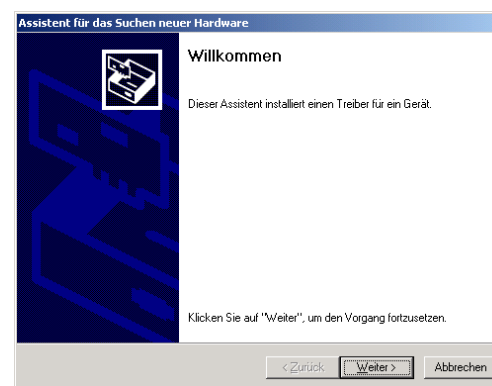 Assistent für das Suchen neuer Hardware
Willkommen
Dieser Assistent installiert einen Treiber für ein Gerät.
Klicken Sie auf "Weiter", um den Vorgang fortzusetzen.
< Zurück Weiter > Abbrechen